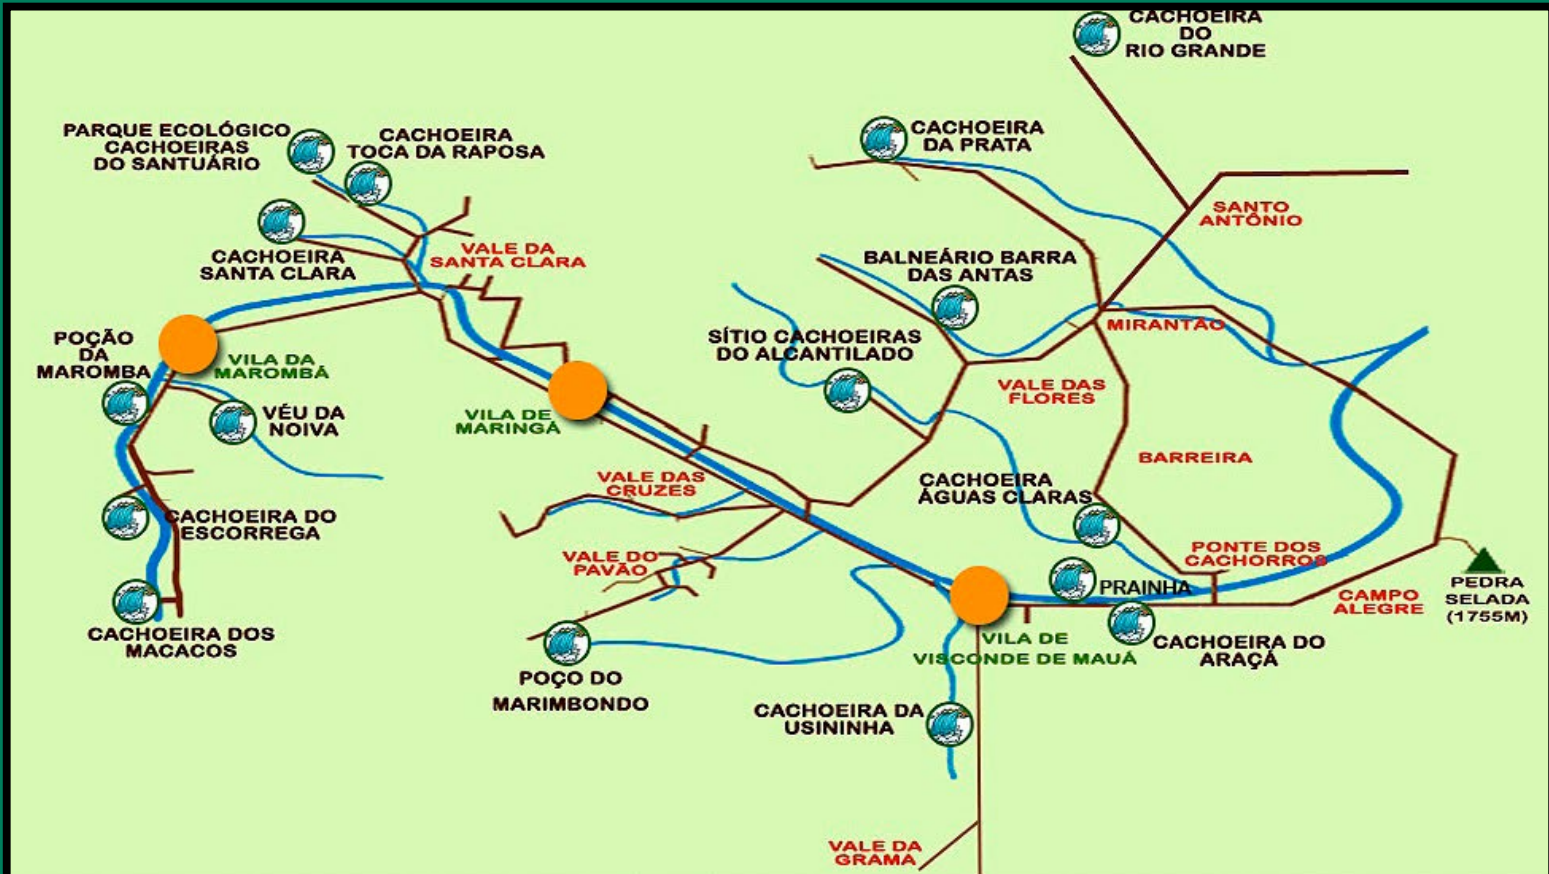 CACHOEIRA
DO
RIO GRANDE
PARQUE ECOLÓGICO
CACHOEIRAS
DO SANTUÁRIO
CACHOEIRA
TOCA DA RAPOSA
CACHOEIRA
DA PRATA
SANTO
ANTÔNIO
CACHOEIRA
SANTA CLARA
VALE DA
SANTA CLARA
BALNEÁRIO BARRA
DAS ANTAS
MIRANTÃO
POÇÃO
DA
MAROMBA
VILA DA
MAROMBÁ
SÍTIO CACHOEIRAS
DO ALCANTILADO
VALE DAS
FLORES
VÉU DA
NOIVA
VILA DE
MARINGÁ
BARREIRA
VALE DAS
CRUZES
CACHOEIRA
ÁGUAS CLARAS
CACHOEIRA DO
ESCORREGA
VALE DO
PAVÃO
PONTE DOS
CACHORROS
PRAINHA
CAMPO
ALEGRE
PEDRA
SELADA
(1755M)
CACHOEIRA DOS
MACACOS
VILA DE
VISCONDE DE MAUÁ
CACHOEIRA DO
ARAÇÁ
POÇO DO
MARIMBONDO
CACHOEIRA DA
USININHA
VALE DA
GRAMA